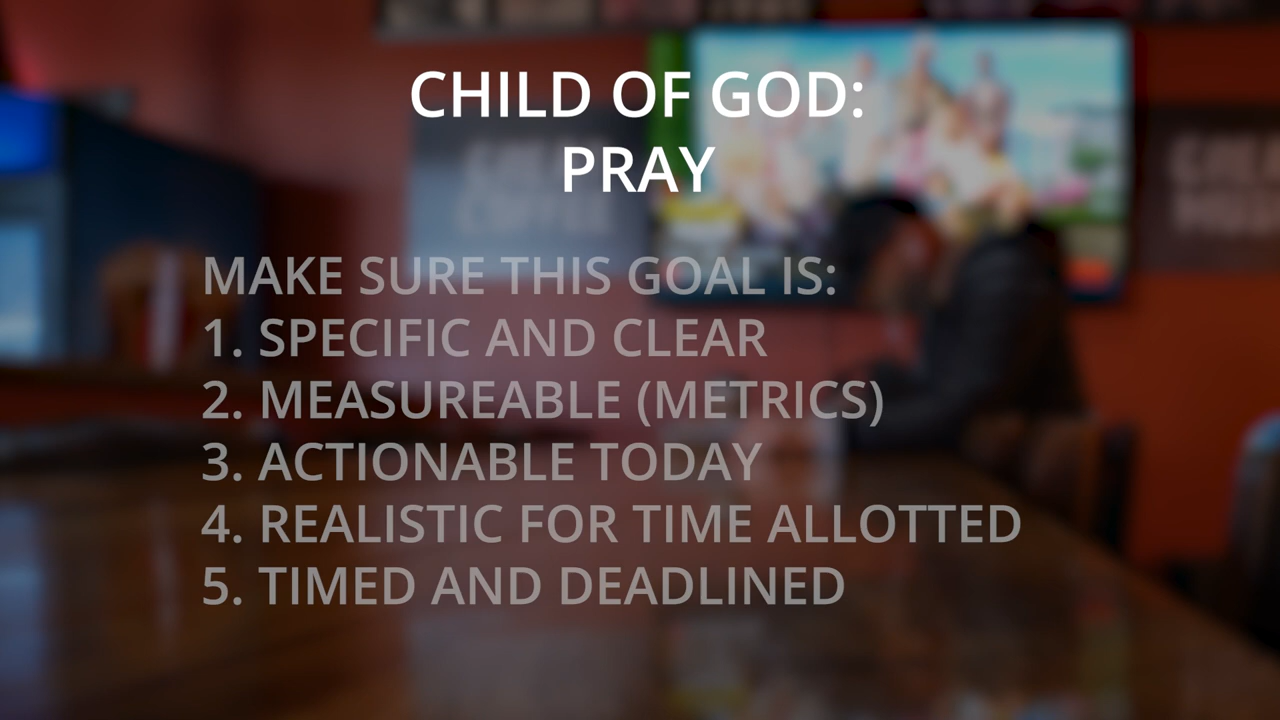 CHILD OF GOD:
PRAY
MAKE SURE THIS GOAL IS:
1. SPECIFIC AND CLEAR
2. MEASUREABLE (METRICS)
3. ACTIONABLE TODAY
4. REALISTIC FOR TIME ALLOTTED
5. TIMED AND DEADLINED